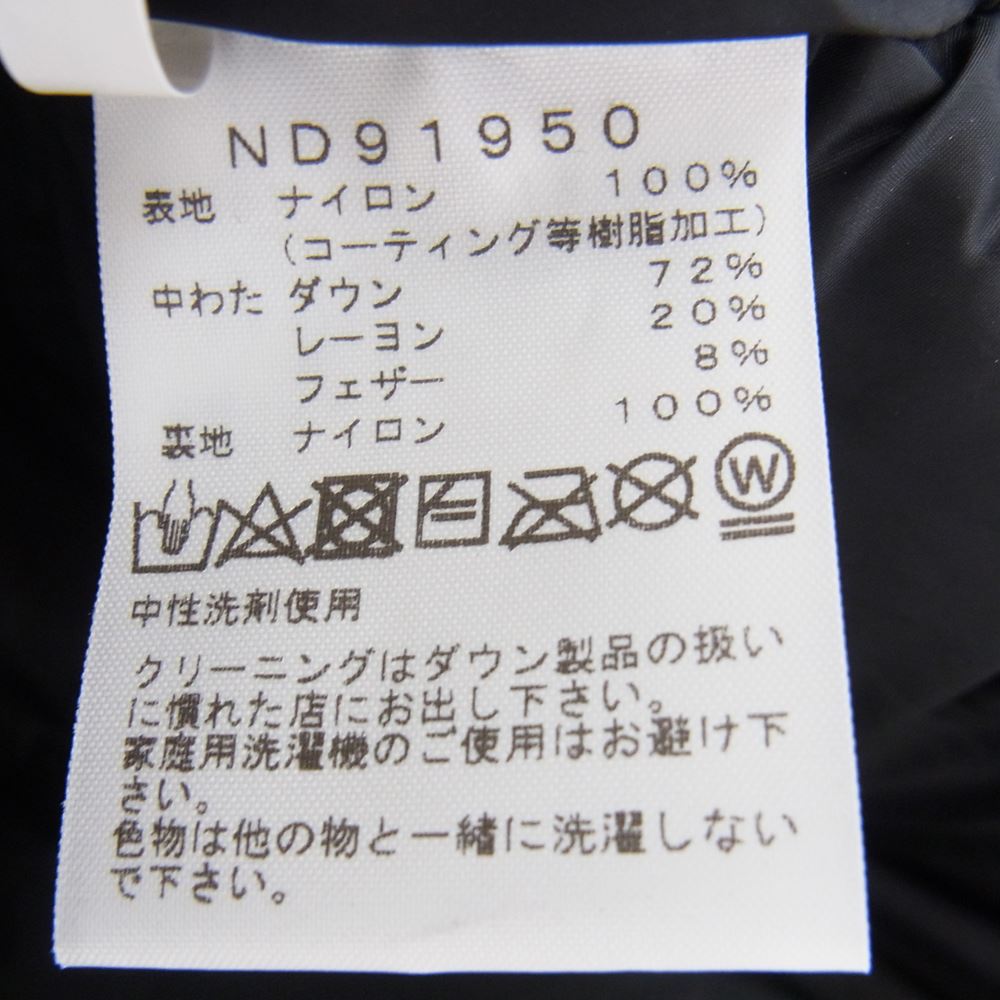 ND91950
表地 ナイロン 100%
(コーティング等樹脂加工)
中わた ダウン 72%
レーヨン 20%
フェザー 8%
裏地 ナイロン 100%
W
中性洗剤使用
クリーニングはダウン製品の扱い
に慣れた店にお出し下さい。
家庭用洗濯機のご使用はお避け下
さい。
色物は他の物と一緒に洗濯しない
で下さい。